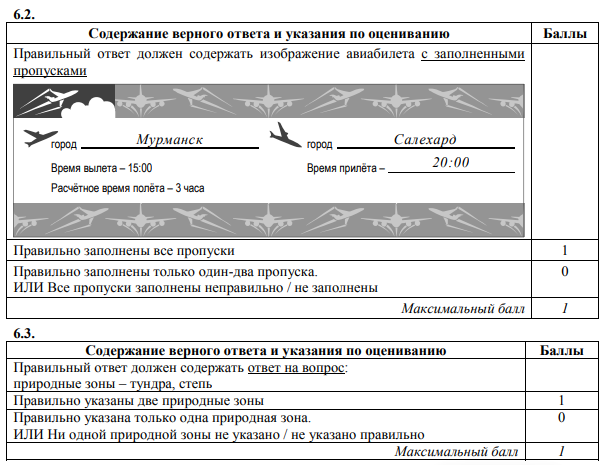 6.2.
Содержание верного ответа и указания по оцениванию Баллы
Правильный ответ должен содержать изображение авиабилета с заполненными
пропусками
город Мурманск город Салехард
Время вылета – 15:00 Время прилёта – 20:00
Расчётное время полёта – 3 часа
Правильно заполнены все пропуски 1
Правильно заполнены только один-два пропуска. 0
ИЛИ Все пропуски заполнены неправильно / не заполнены
Максимальный балл 1
6.3.
Содержание верного ответа и указания по оцениванию Баллы
Правильный ответ должен содержать ответ на вопрос:
природные зоны – тундра, степь
Правильно указаны две природные зоны 1
Правильно указана только одна природная зона. 0
ИЛИ Ни одной природной зоны не указано / не указано правильно
Максимальный балл 1